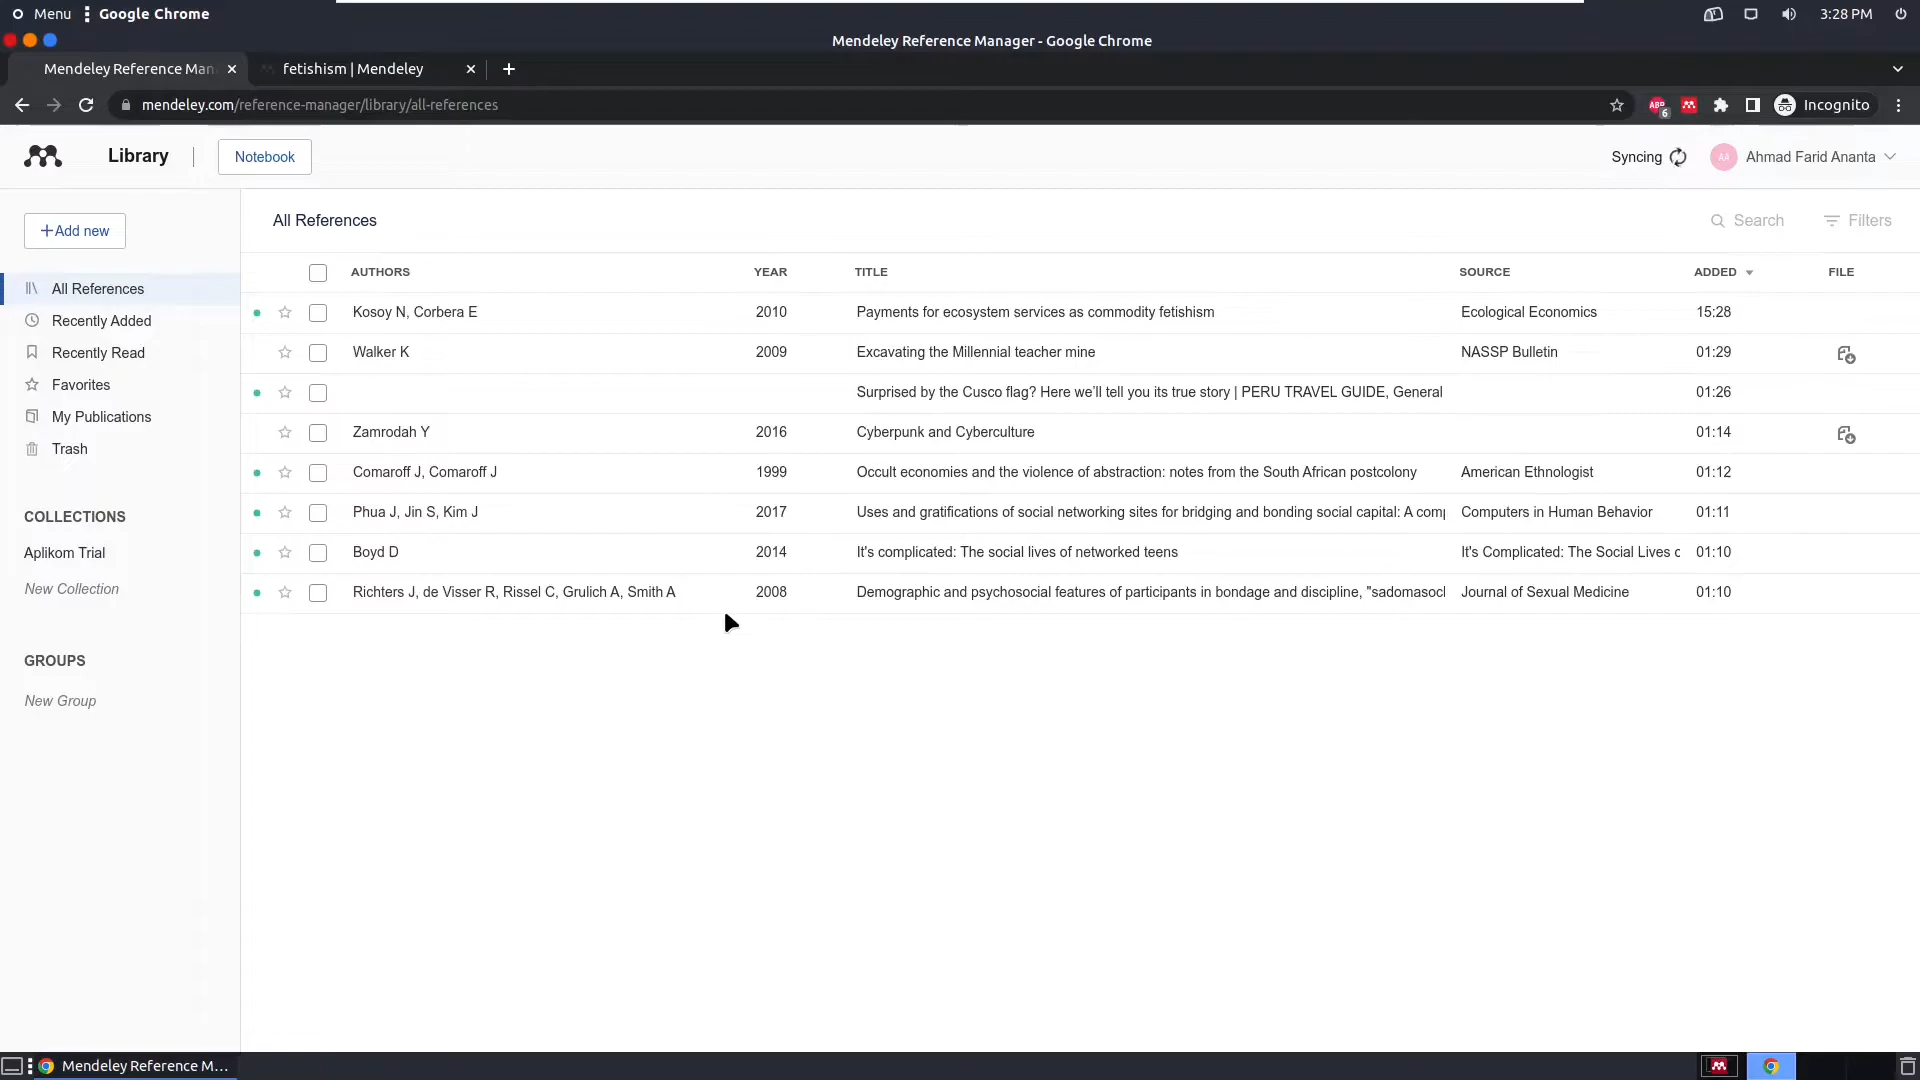 Menu Google Chrome 3:28 PM
Mendeley Reference Manager - Google Chrome
Mendeley Reference Man fetishism | Mendeley
mendeley.com/reference-manager/library/all-references ABP 6 Incognito
Library Notebook Syncing AA Ahmad Farid Ananta
+Add new All References Search Filters
AUTHORS YEAR TITLE SOURCE ADDED FILE
All References
Recently Added
Recently Read
Favorites
My Publications
Trash
COLLECTIONS
Aplikom Trial
New Collection
GROUPS
New Group
Kosoy N, Corbera E 2010 Payments for ecosystem services as commodity fetishism Ecological Economics 15:28
Walker K 2009 Excavating the Millennial teacher mine NASSP Bulletin 01:29
Surprised by the Cusco flag? Here we'll tell you its true story | PERU TRAVEL GUIDE, General 01:26
Zamrodah Y 2016 Cyberpunk and Cyberculture 01:14
Comaroff J, Comaroff J 1999 Occult economies and the violence of abstraction: notes from the South African postcolony American Ethnologist 01:12
Phua J, Jin S, Kim J 2017 Uses and gratifications of social networking sites for bridging and bonding social capital: A com Computers in Human Behavior 01:11
Boyd D 2014 It's complicated: The social lives of networked teens It's Complicated: The Social Lives o 01:10
Richters J, de Visser R, Rissel C, Grulich A, Smith A 2008 Demographic and psychosocial features of participants in bondage and discipline, "sadomasoc Journal of Sexual Medicine 01:10
Mendeley Reference M...